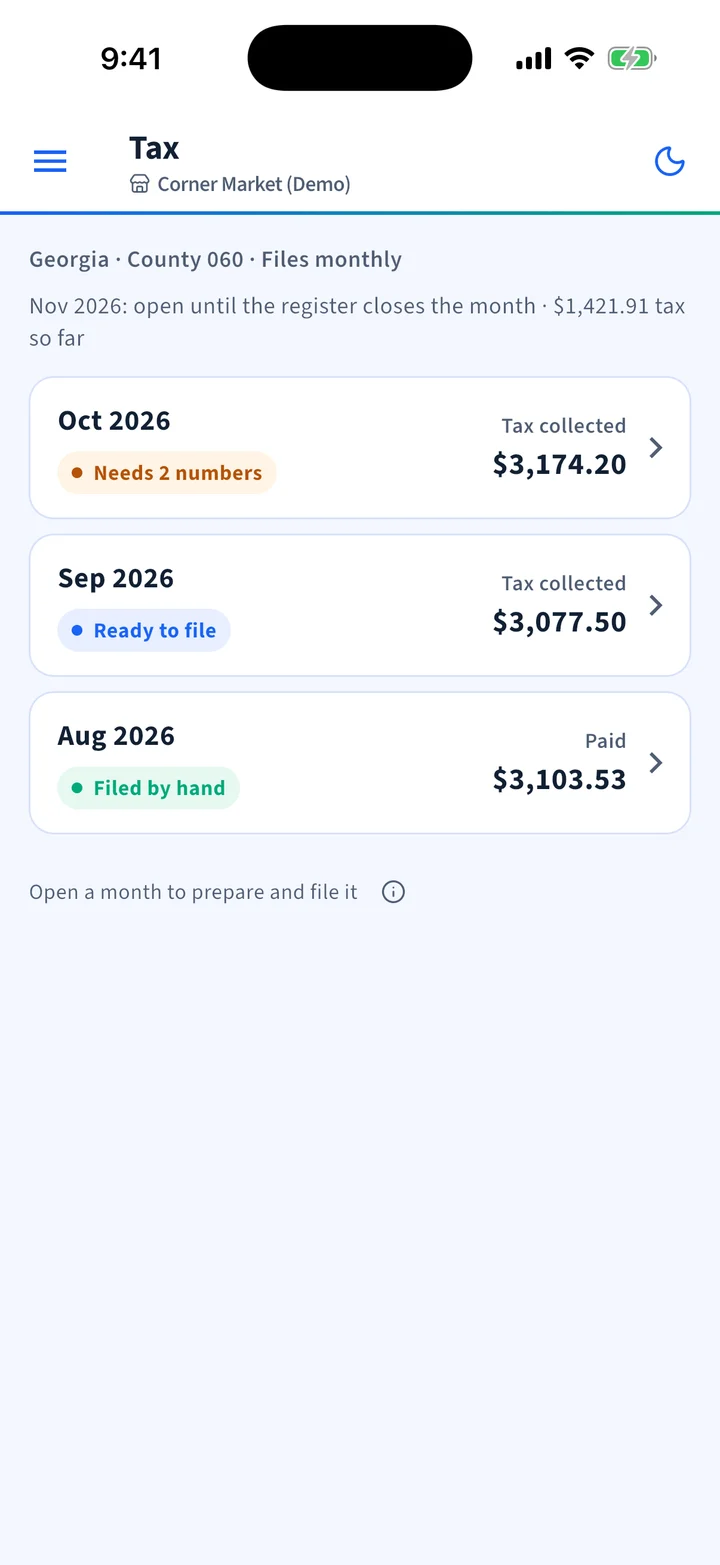 9:41
Tax
Corner Market (Demo)
Georgia · County 060 · Files monthly
Nov 2026: open until the register closes the month · $1,421.91 tax
so far
Oct 2026
Needs 2 numbers
Tax collected
$3,174.20
Sep 2026
Ready to file
Tax collected
$3,077.50
Aug 2026
Filed by hand
Paid
$3,103.53
Open a month to prepare and file it